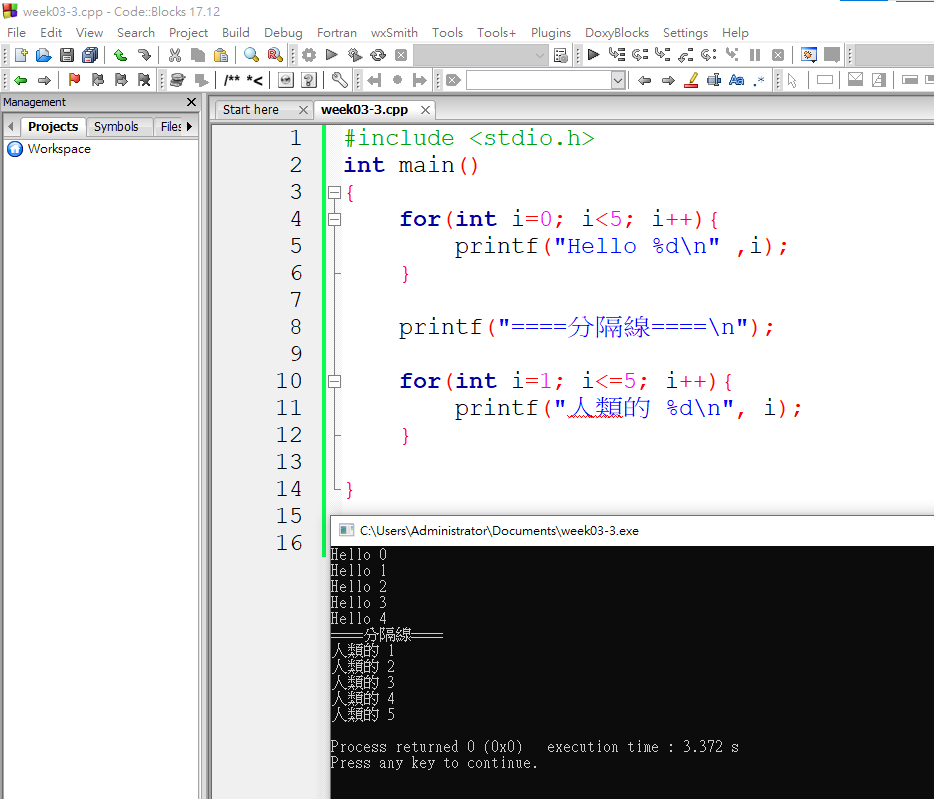 week03-3.cpp - Code::Blocks 17.12
File Edit View Search Project Build Debug Fortran wxSmith Tools Tools+ Plugins DoxyBlocks Settings Help
/** *<
Management
Projects Symbols Files
Workspace
Start here week03-3.cpp
1 #include <stdio.h>
2 int main()
3 {
4     for(int i=0; i<5; i++){
5         printf("Hello %d\n" ,i);
6     }
7
8     printf("====分隔線====\n");
9
10     for(int i=1; i<=5; i++){
11         printf("人類的 %d\n", i);
12     }
13
14 }
15
16
C:\Users\Administrator\Documents\week03-3.exe
Hello 0
Hello 1
Hello 2
Hello 3
Hello 4
====分隔線====
人類的 1
人類的 2
人類的 3
人類的 4
人類的 5
Process returned 0 (0x0)   execution time : 3.372 s
Press any key to continue.